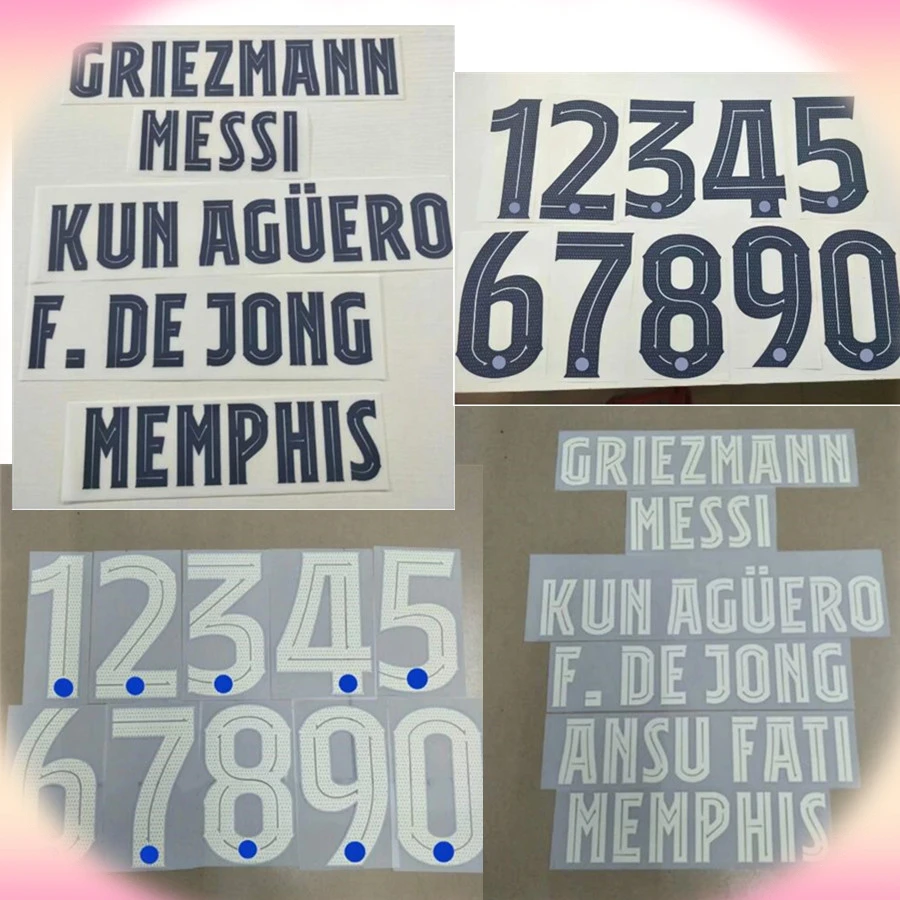 GRIEZMANN
MESSI
KUN AGÜERO
F. DE JONG
MEMPHIS
12345
67890
12345
67890
GRIEZMANN
MESSI
KUN AGÜERO
F. DE JONG
ANSU FATI
MEMPHIS